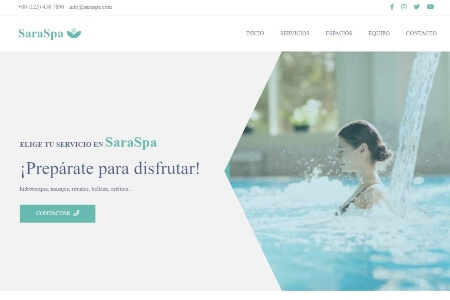 +00 (123) 456 7890 info@saraspa.com
SaraSpa
INICIO SERVICIOS ESPACIOS EQUIPO CONTACTO
ELIGE TU SERVICIO EN SaraSpa
¡Prepárate para disfrutar!
hidroterapia, masajes, rituales, belleza, estética...
CONTACTAR